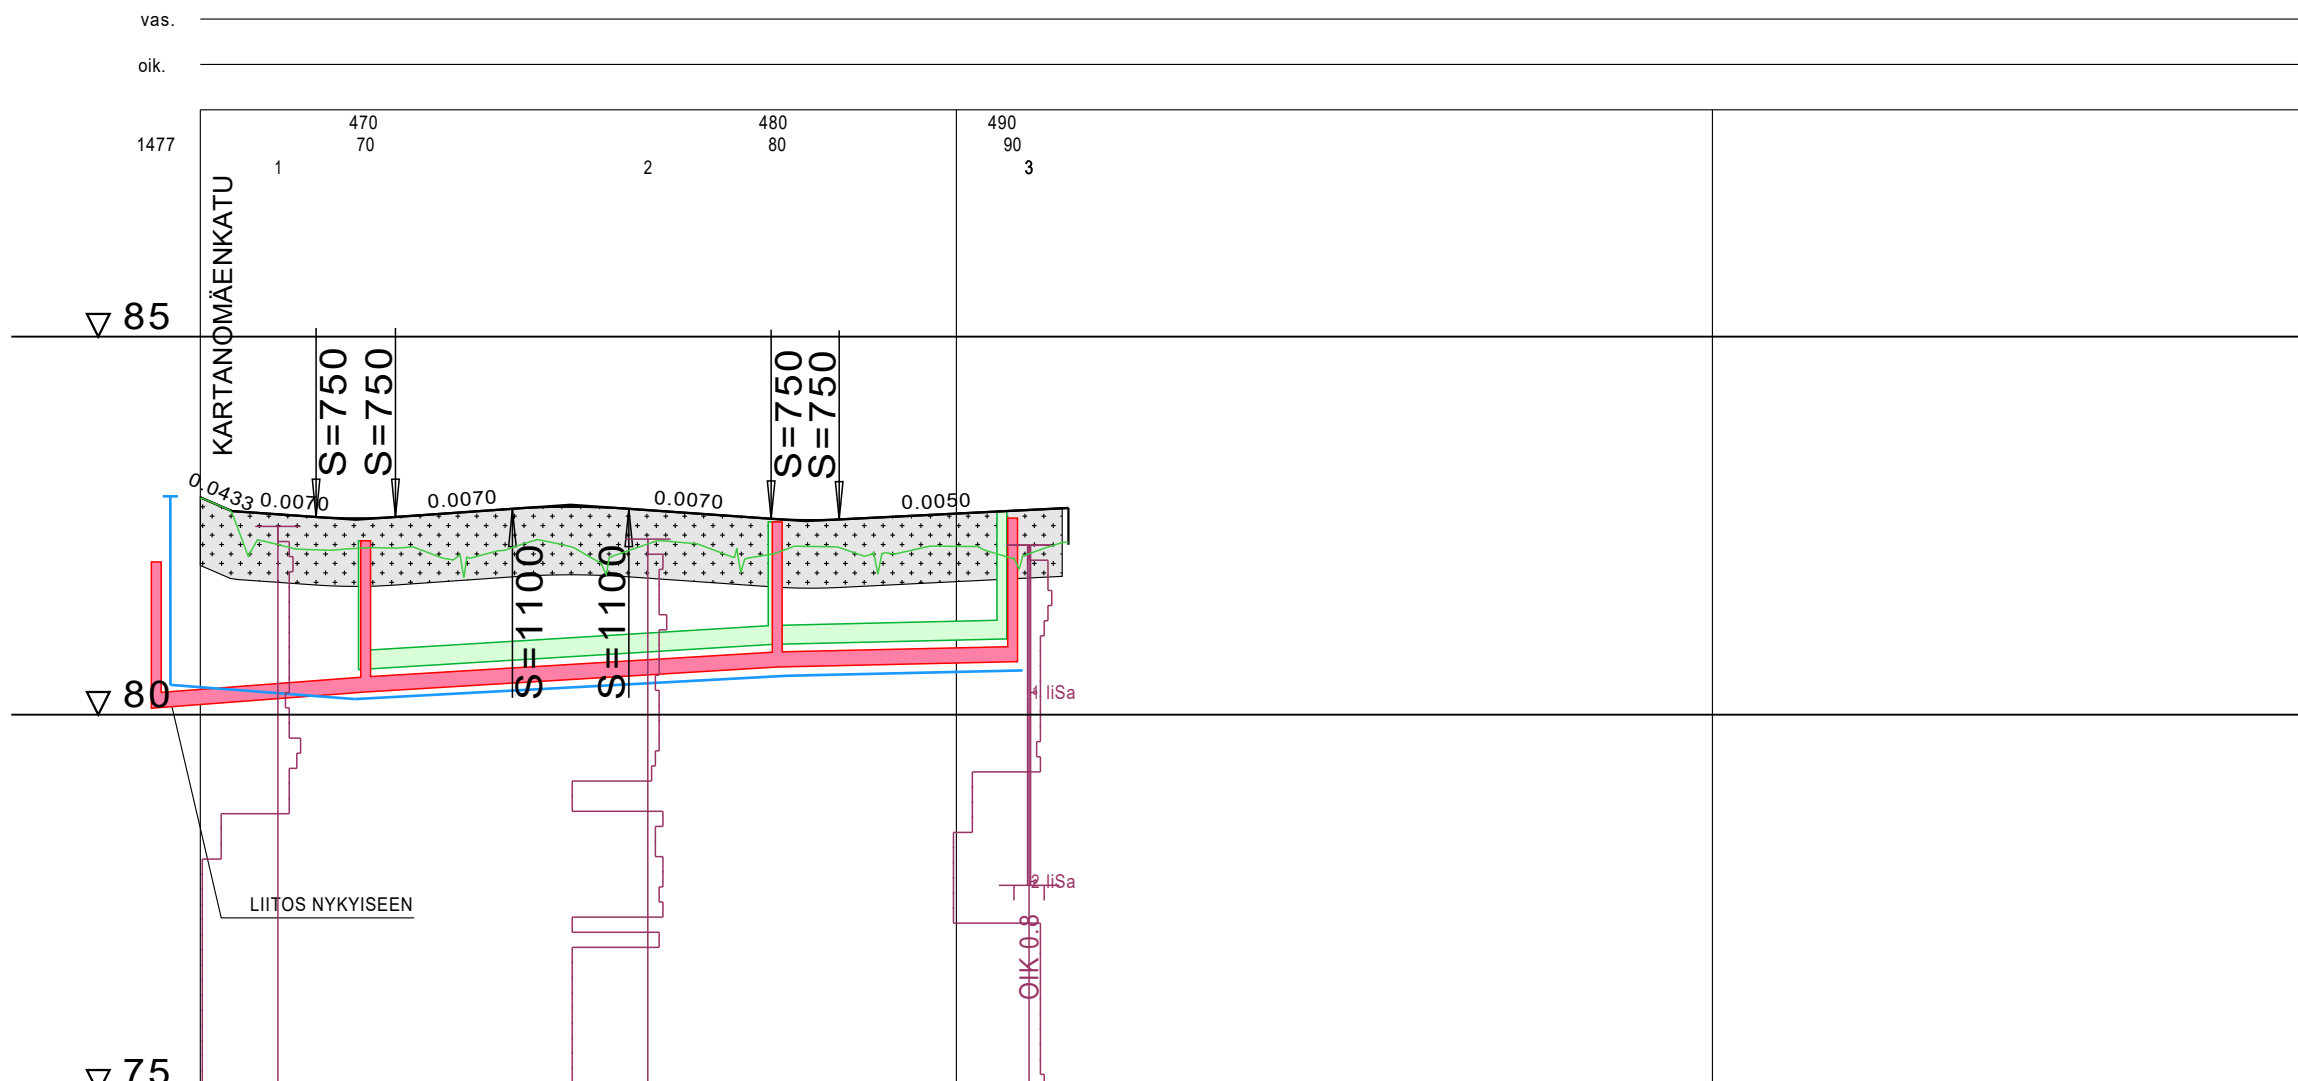 vas.
oik.
470 480 490
1477 70 80 90
1 2 3
KARTANOMÄENKATU
85
S=750 S=750 S=750 S=750
0.0433 0.0070 0.0070 0.0070 0.0050
S=1100 S=1100
80
1 liSa
2 liSa
LIITOS NYKYISEEN
OIK.0.8
75